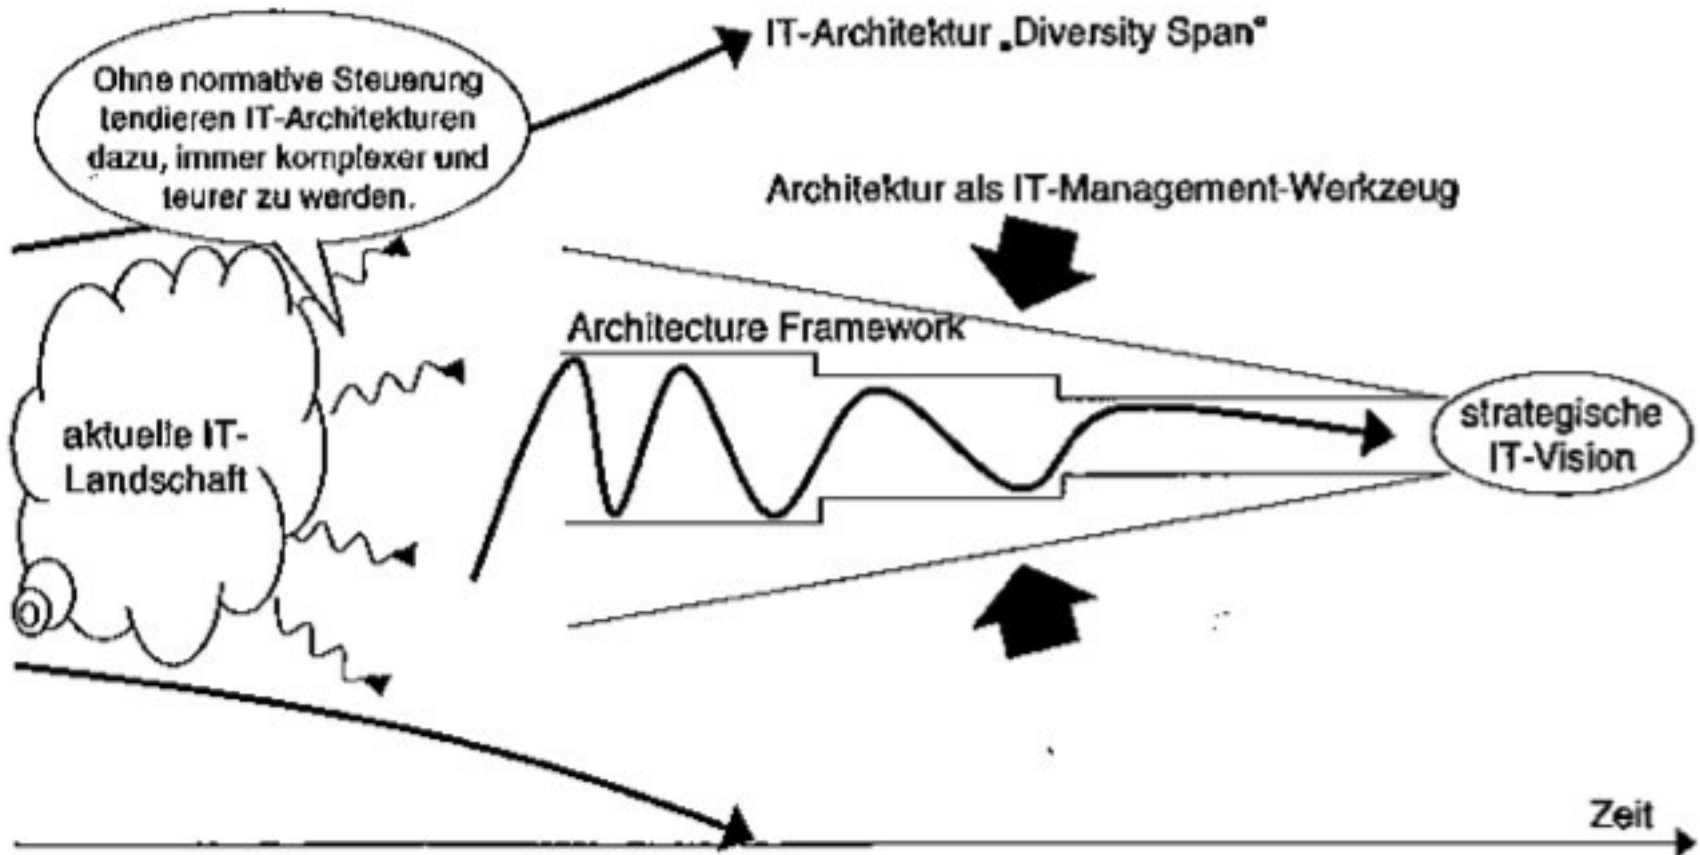 IT-Architektur „Diversity Span“
Ohne normative Steuerung
tendieren IT-Architekturen
dazu, immer komplexer und
teurer zu werden.
Architektur als IT-Management-Werkzeug
Architecture Framework
aktuelle IT-
Landschaft
strategische
IT-Vision
Zeit